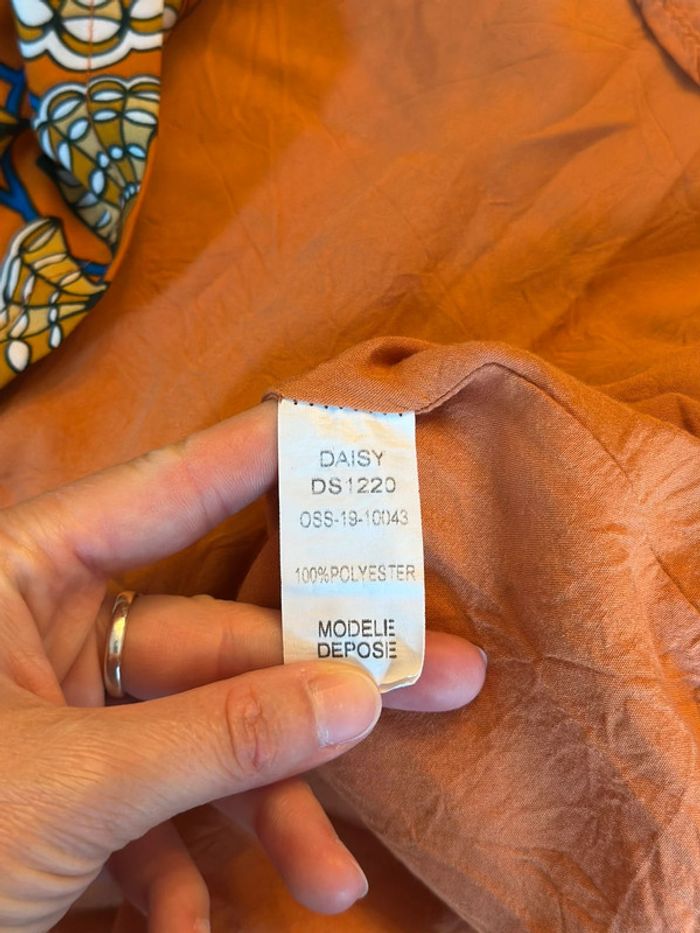 DAISY
DS1220
OSS-19-10043
100%POLYESTER
MODELE
DEPOSE